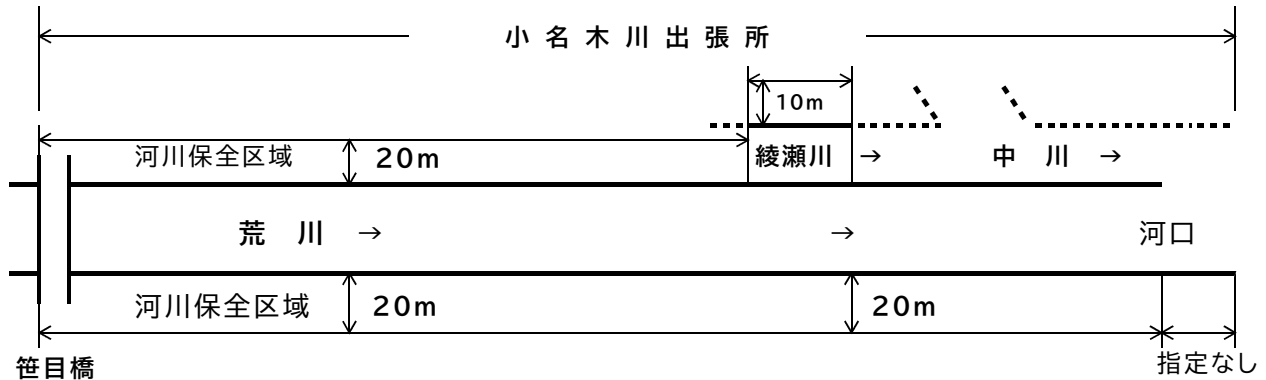 小名木川出張所
10m
河川保全区域 20m 綾瀬川 → 中川 →
荒川 → → 河口
河川保全区域 20m 20m
笹目橋 指定なし